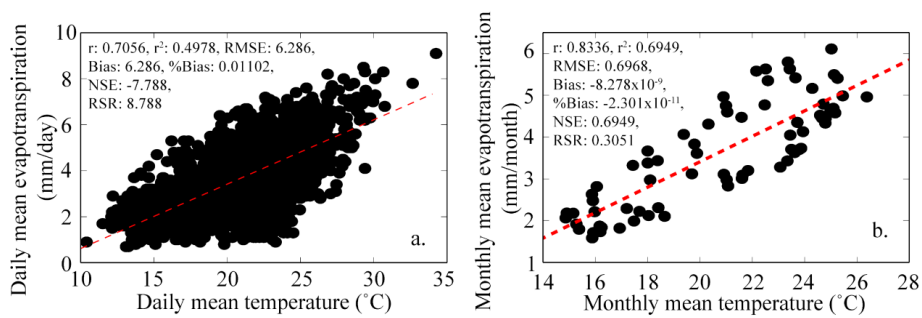 Daily mean evapotranspiration
(mm/day)
10
8
6
4
2
0
r: 0.7056, r²: 0.4978, RMSE: 6.286,
Bias: 6.286, %Bias: 0.01102,
NSE: -7.788,
RSR: 8.788
a.
10 15 20 25 30 35
Daily mean temperature (˚C)
Monthly mean evapotranspiration
(mm/month)
6
5
4
3
2
1
r: 0.8336, r²: 0.6949,
RMSE: 0.6968,
Bias: -8.278x10⁻⁹,
%Bias: -2.301x10⁻¹¹,
NSE: 0.6949,
RSR: 0.3051
b.
14 16 18 20 22 24 26 28
Monthly mean temperature (˚C)